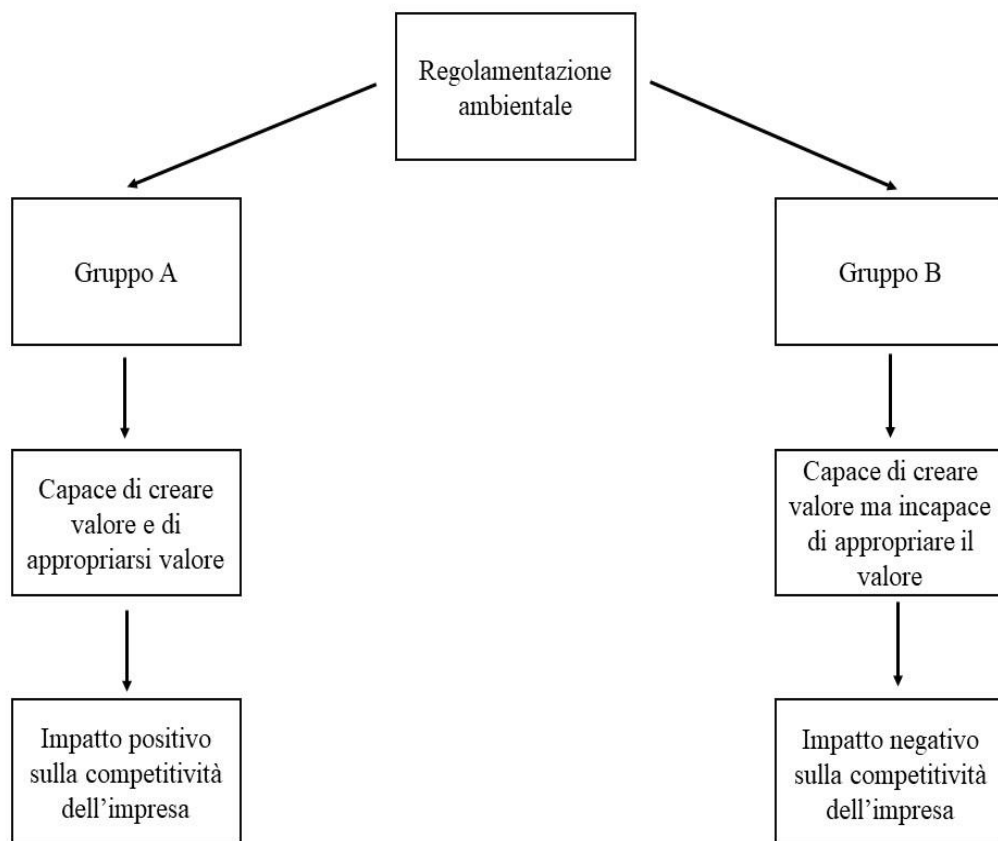 Regolamentazione
ambientale
Gruppo A
Gruppo B
Capace di creare
valore e di
appropriarsi valore
Capace di creare
valore ma incapace
di appropriare il
valore
Impatto positivo
sulla competitività
dell’impresa
Impatto negativo
sulla competitività
dell’impresa